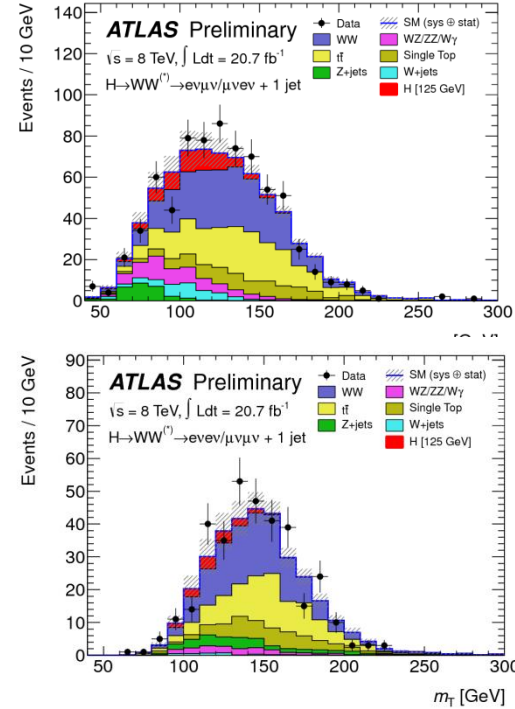 Events / 10 GeV
140
120
100
80
60
40
20
0
ATLAS Preliminary
√s = 8 TeV, ∫ Ldt = 20.7 fb⁻¹
H→WW⁽*⁾→eνμν/μνeν + 1 jet
Data
SM (sys ⊕ stat)
WW
WZ/ZZ/Wγ
tt̄
Single Top
Z+jets
W+jets
H [125 GeV]
50 100 150 200 250 300
Events / 10 GeV
90
80
70
60
50
40
30
20
10
0
ATLAS Preliminary
√s = 8 TeV, ∫ Ldt = 20.7 fb⁻¹
H→WW⁽*⁾→eνeν/μνμν + 1 jet
Data
SM (sys ⊕ stat)
WW
WZ/ZZ/Wγ
tt̄
Single Top
Z+jets
W+jets
H [125 GeV]
50 100 150 200 250 300
m_T [GeV]